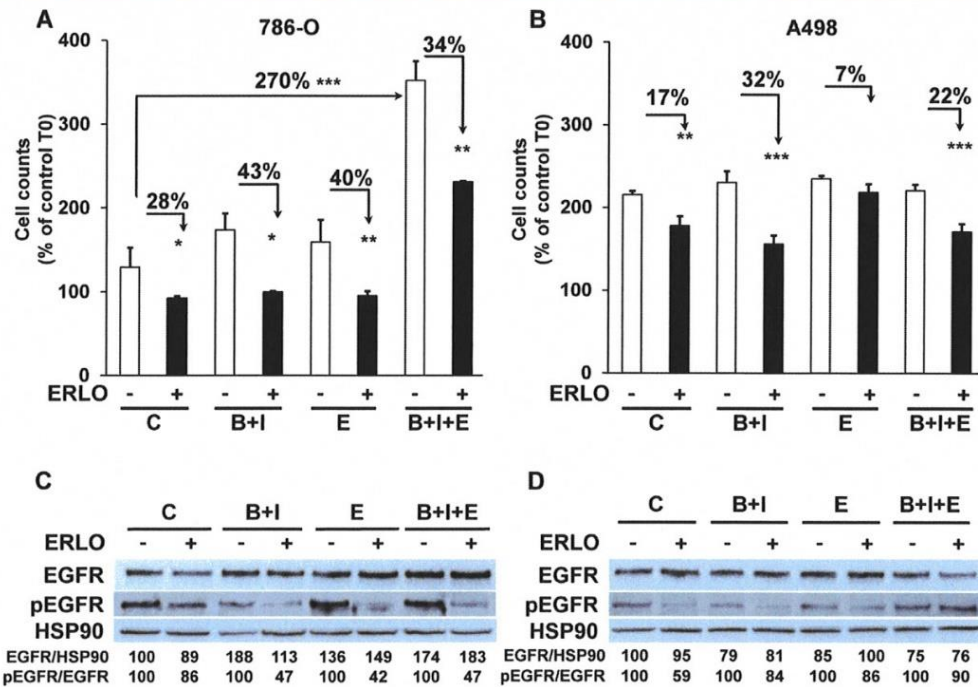 A
786-O
Cell counts
(% of control T0)
400
300
200
100
0
270% ***
28%
*
43%
*
40%
**
34%
**
ERLO - + - + - + - +
C B+I E B+I+E
B
A498
Cell counts
(% of control T0)
400
300
200
100
0
17%
**
32%
***
7%
22%
***
ERLO - + - + - + - +
C B+I E B+I+E
C
C B+I E B+I+E
ERLO - + - + - + - +
EGFR
pEGFR
HSP90
EGFR/HSP90 100 89 188 113 136 149 174 183
pEGFR/EGFR 100 86 100 47 100 42 100 47
D
C B+I E B+I+E
ERLO - + - + - + - +
EGFR
pEGFR
HSP90
EGFR/HSP90 100 95 79 81 85 100 75 76
pEGFR/EGFR 100 59 100 84 100 86 100 90